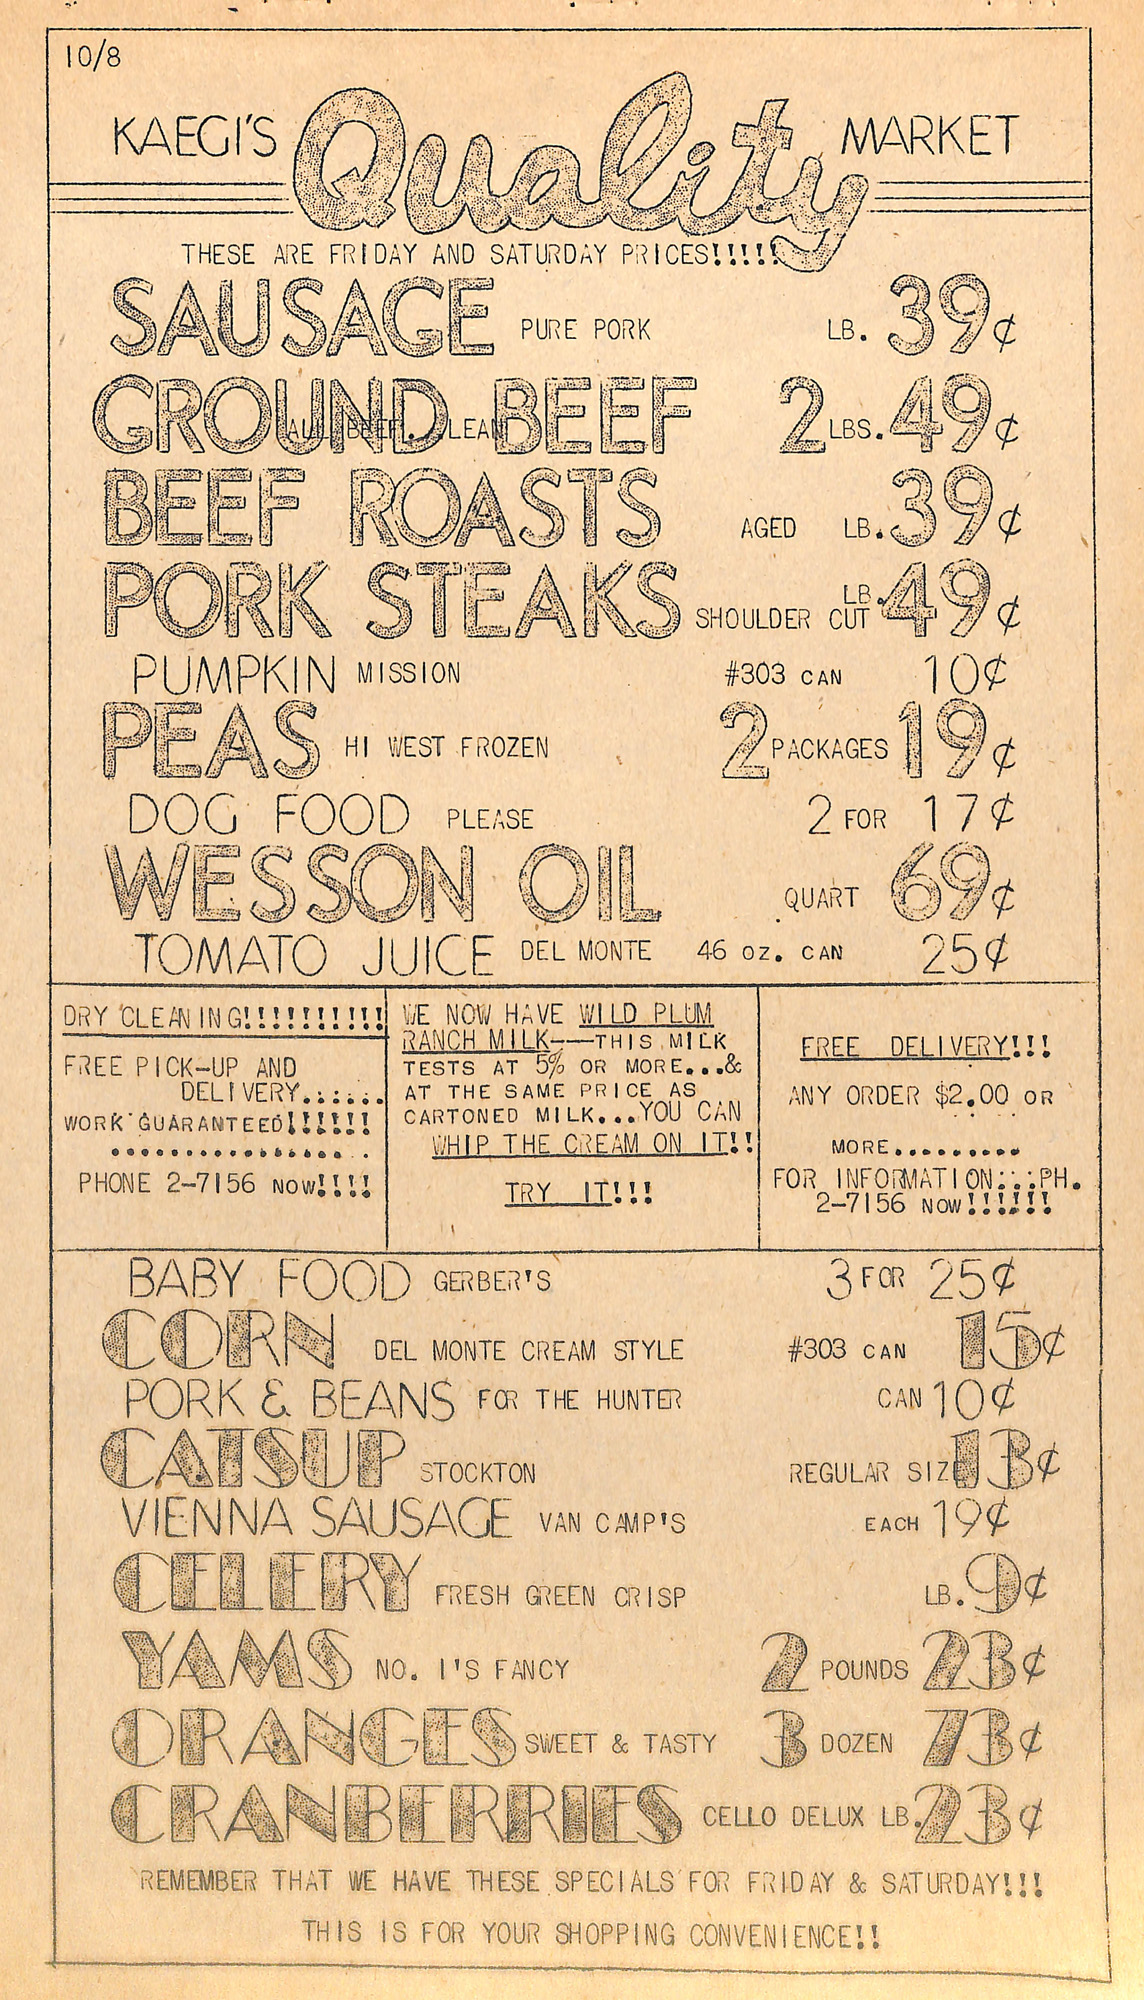 10/8
KAEGI'S Quality MARKET
THESE ARE FRIDAY AND SATURDAY PRICES!!!!!
SAUSAGE PURE PORK LB. 39¢
GROUND BEEF 2 LBS. 49¢
ALL BEEF. LEAN
BEEF ROASTS AGED LB. 39¢
PORK STEAKS SHOULDER CUT LB. 49¢
PUMPKIN MISSION #303 CAN 10¢
PEAS HI WEST FROZEN 2 PACKAGES 19¢
DOG FOOD PLEASE 2 FOR 17¢
WESSON OIL QUART 69¢
TOMATO JUICE DEL MONTE 46 OZ. CAN 25¢
DRY CLEANING!!!!!!!!!!
FREE PICK-UP AND
DELIVERY......
WORK GUARANTEED!!!!!!
................. .
PHONE 2-7156 NOW!!!!
WE NOW HAVE WILD PLUM
RANCH MILK---THIS MILK
TESTS AT 5% OR MORE...&
AT THE SAME PRICE AS
CARTONED MILK...YOU CAN
WHIP THE CREAM ON IT!!
TRY IT!!!
FREE DELIVERY!!!
ANY ORDER $2.00 OR
MORE.........
FOR INFORMATION:::PH.
2-7156 NOW!!!!!!
BABY FOOD GERBER'S 3 FOR 25¢
CORN DEL MONTE CREAM STYLE #303 CAN 15¢
PORK & BEANS FOR THE HUNTER CAN 10¢
CATSUP STOCKTON REGULAR SIZE 13¢
VIENNA SAUSAGE VAN CAMP'S EACH 19¢
CELERY FRESH GREEN CRISP LB. 9¢
YAMS NO. 1'S FANCY 2 POUNDS 23¢
ORANGES SWEET & TASTY 3 DOZEN 73¢
CRANBERRIES CELLO DELUX LB. 23¢
REMEMBER THAT WE HAVE THESE SPECIALS FOR FRIDAY & SATURDAY!!!
THIS IS FOR YOUR SHOPPING CONVENIENCE!!